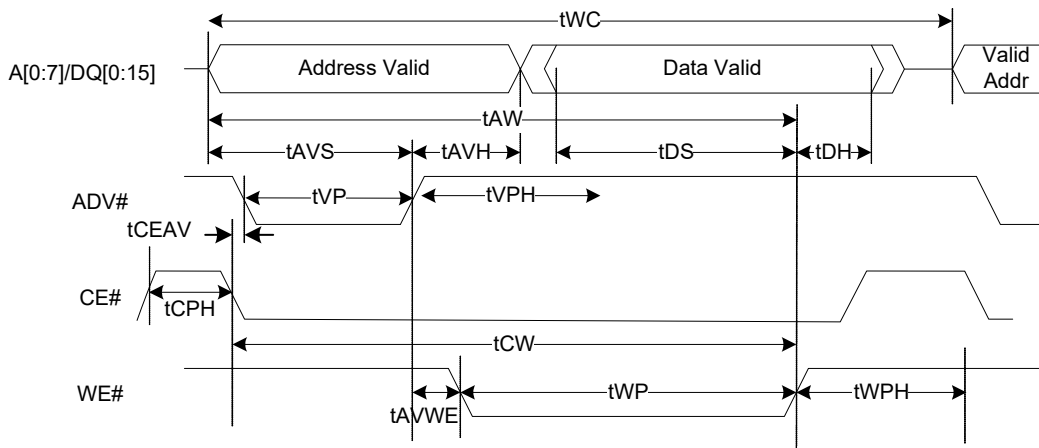 tWC
A[0:7]/DQ[0:15]
Address Valid
Data Valid
Valid
Addr
tAW
tAVS
tAVH
tDS
tDH
ADV#
tVP
tVPH
tCEAV
CE#
tCPH
tCW
WE#
tAVWE
tWP
tWPH